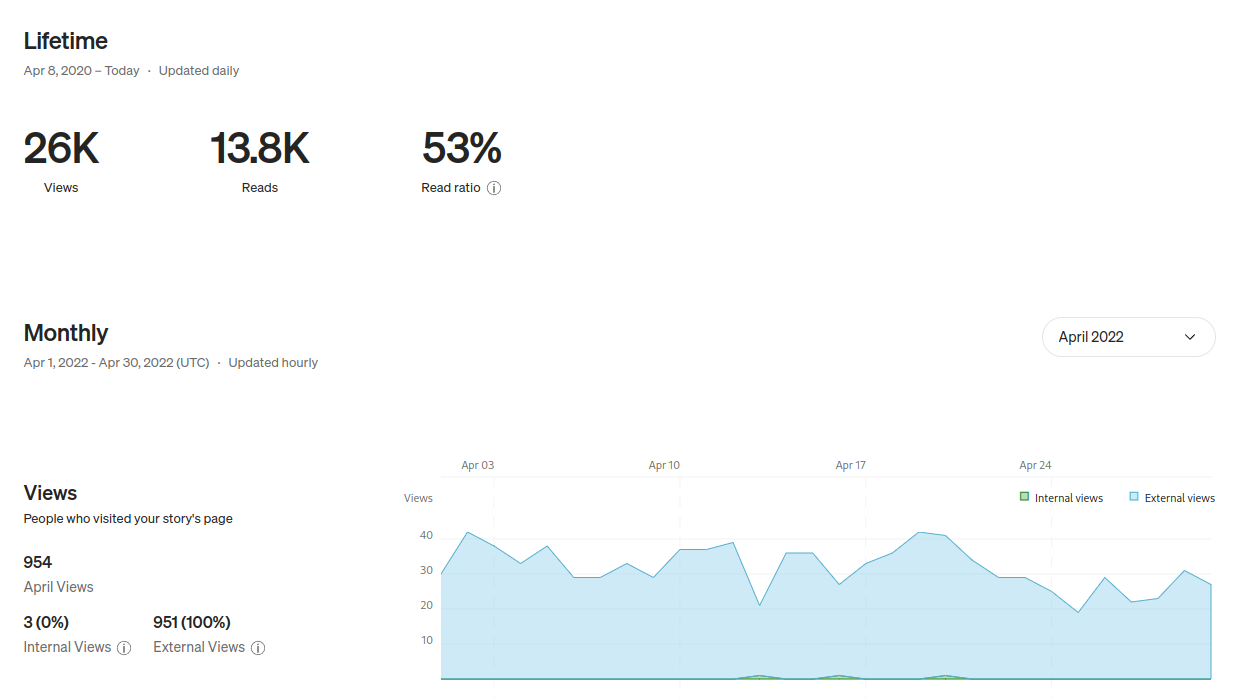 Lifetime
Apr 8, 2020 – Today · Updated daily
26K 13.8K 53%
Views Reads Read ratio
Monthly
April 2022
Apr 1, 2022 - Apr 30, 2022 (UTC) · Updated hourly
Apr 03 Apr 10 Apr 17 Apr 24
Views
People who visited your story's page
954
April Views
3 (0%) 951 (100%)
Internal Views External Views
Views
Internal views External views
40
30
20
10